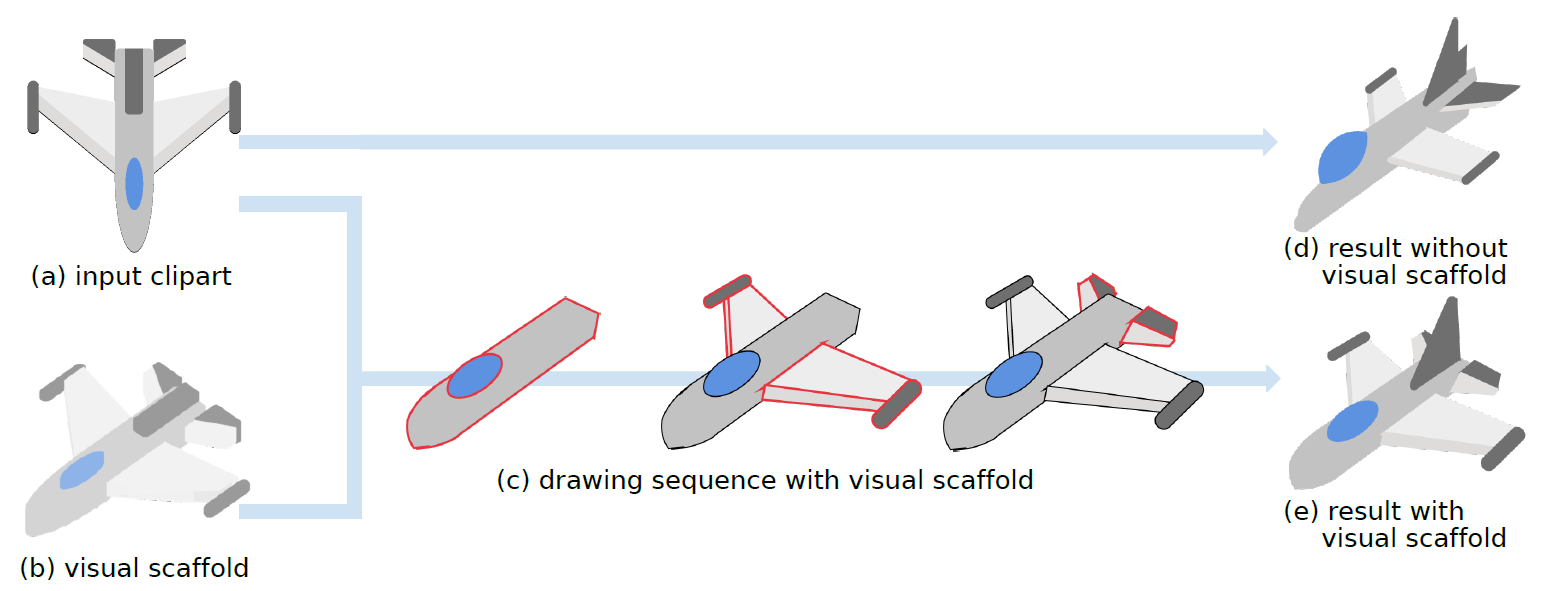 (a) input clipart
(b) visual scaffold
(c) drawing sequence with visual scaffold
(d) result without
visual scaffold
(e) result with
visual scaffold